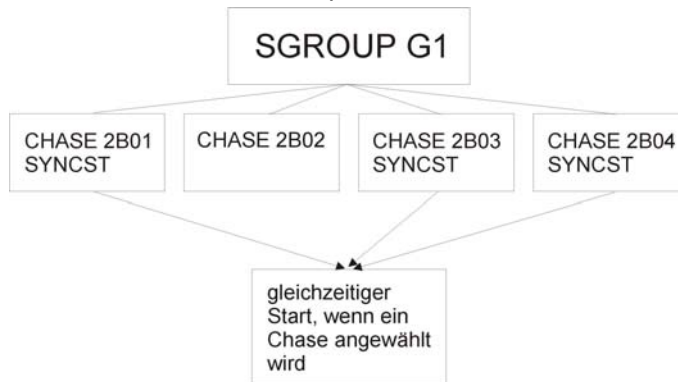 SGROUP G1
CHASE 2B01
SYNCST
CHASE 2B02
CHASE 2B03
SYNCST
CHASE 2B04
SYNCST
gleichzeitiger
Start, wenn ein
Chase angewählt
wird